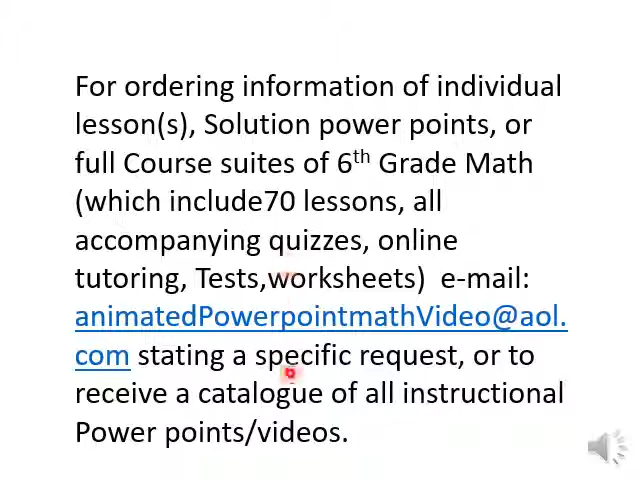 For ordering information of individual
lesson(s), Solution power points, or
full Course suites of 6th Grade Math
(which include70 lessons, all
accompanying quizzes, online
tutoring, Tests,worksheets)  e-mail:
animatedPowerpointmathVideo@aol.
com stating a specific request, or to
receive a catalogue of all instructional
Power points/videos.